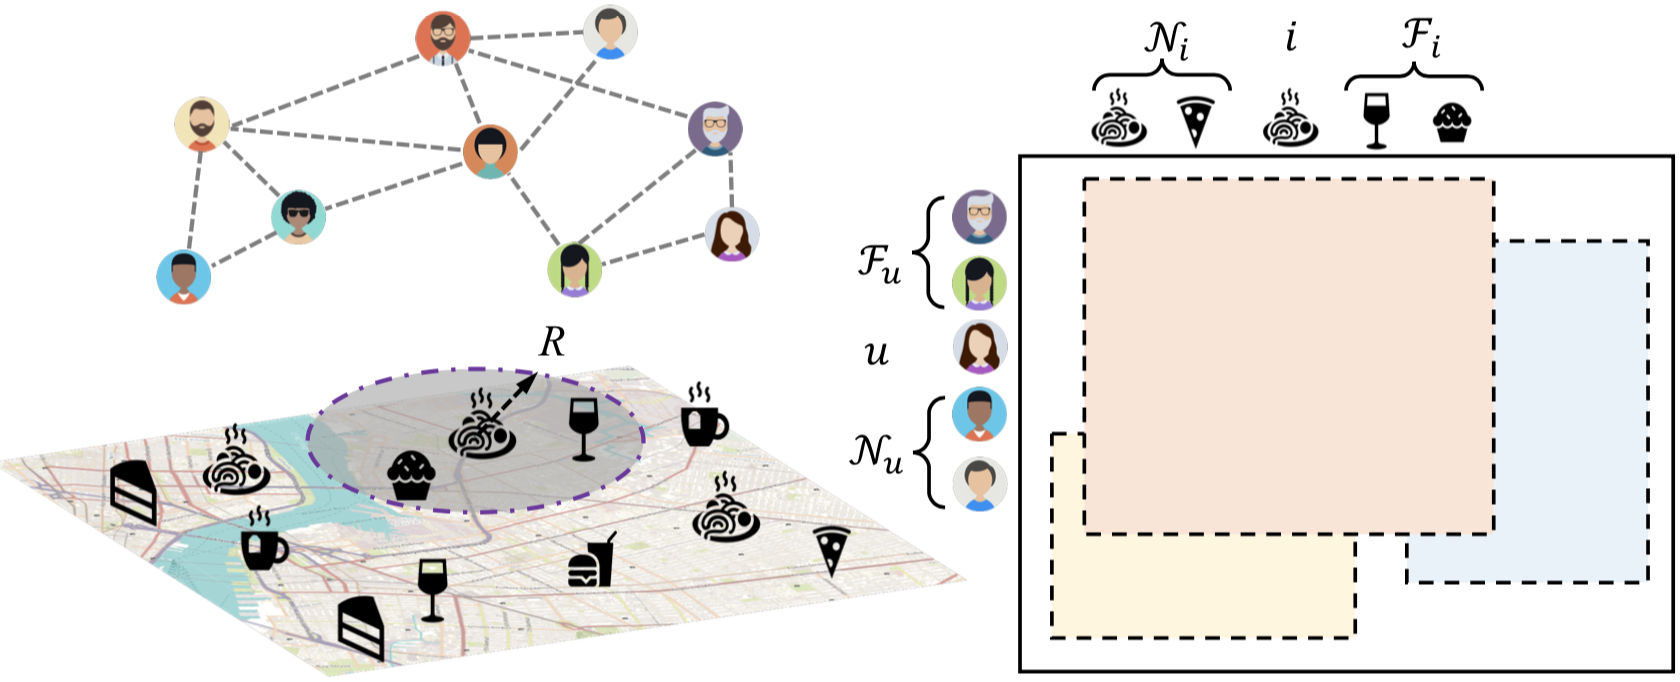 𝒩ᵢ i ℱᵢ
R
ℱᵤ
u
𝒩ᵤ